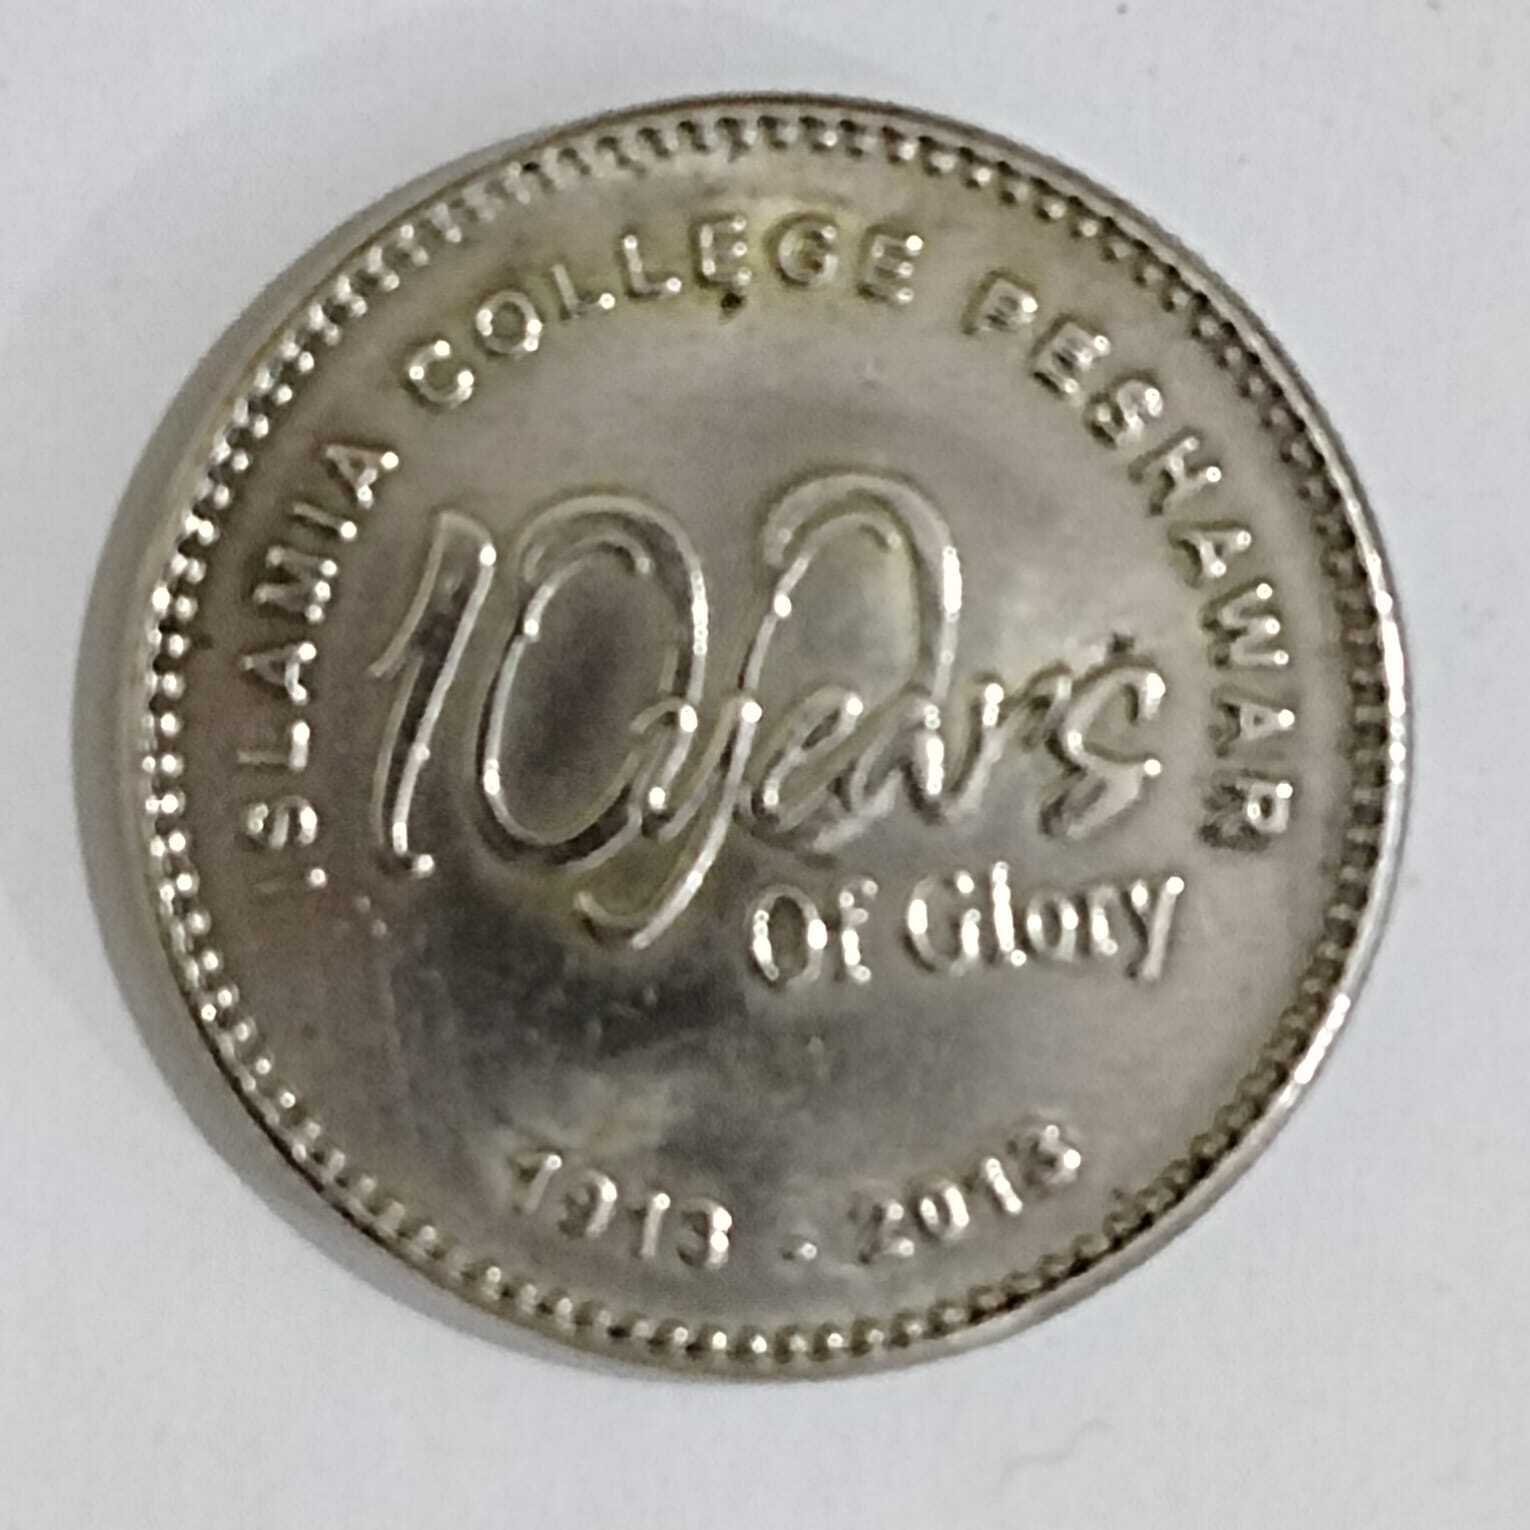 ISLAMIA COLLEGE PESHAWAR
100 years
Of Glory
1913 - 2013